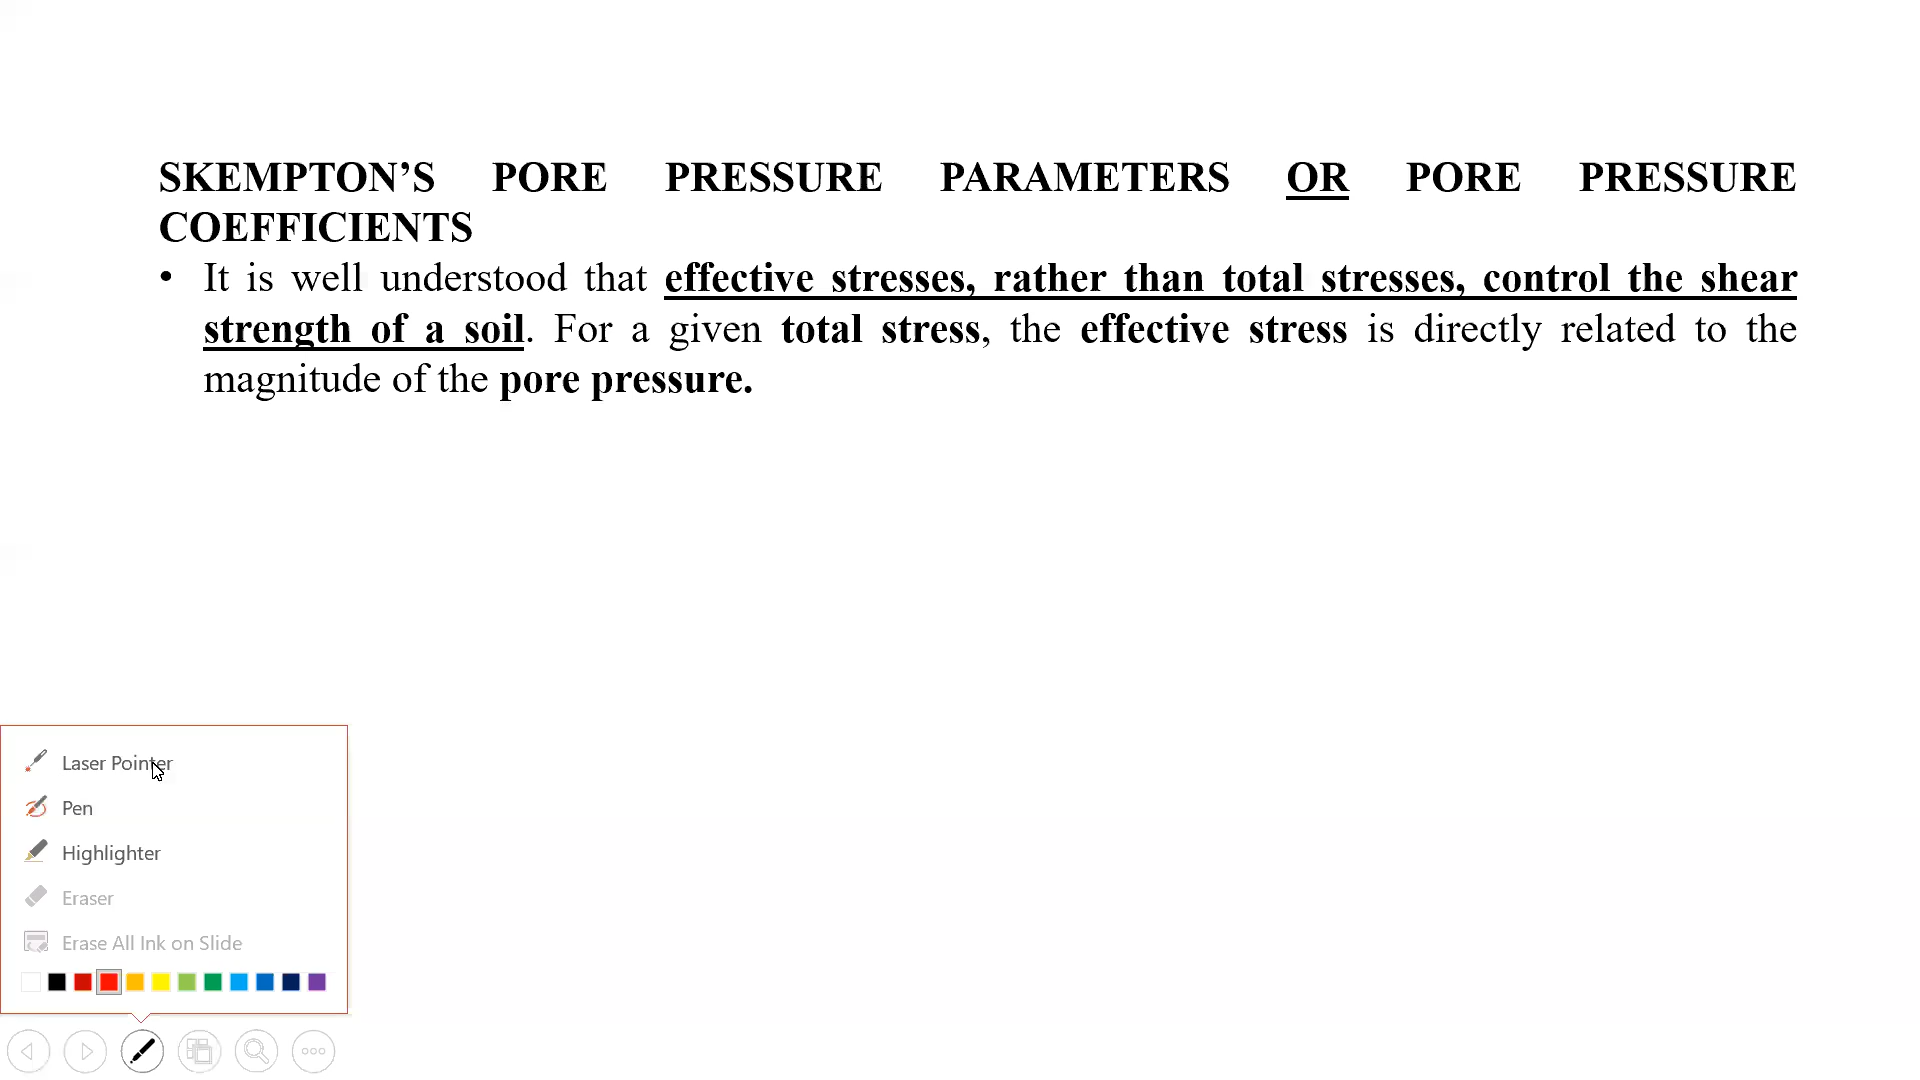 SKEMPTON’S PORE PRESSURE PARAMETERS OR PORE PRESSURE
COEFFICIENTS
• It is well understood that effective stresses, rather than total stresses, control the shear
strength of a soil. For a given total stress, the effective stress is directly related to the
magnitude of the pore pressure.
Laser Pointer
Pen
Highlighter
Eraser
Erase All Ink on Slide